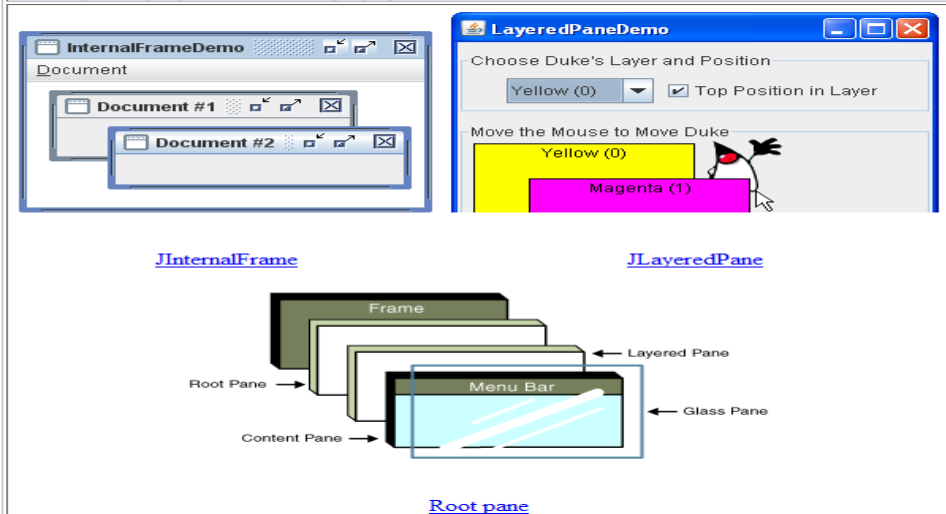 InternalFrameDemo
Document
Document #1
Document #2
LayeredPaneDemo
Choose Duke's Layer and Position
Yellow (0)
Top Position in Layer
Move the Mouse to Move Duke
Yellow (0)
Magenta (1)
JInternalFrame
JLayeredPane
Frame
Layered Pane
Root Pane
Menu Bar
Glass Pane
Content Pane
Root pane